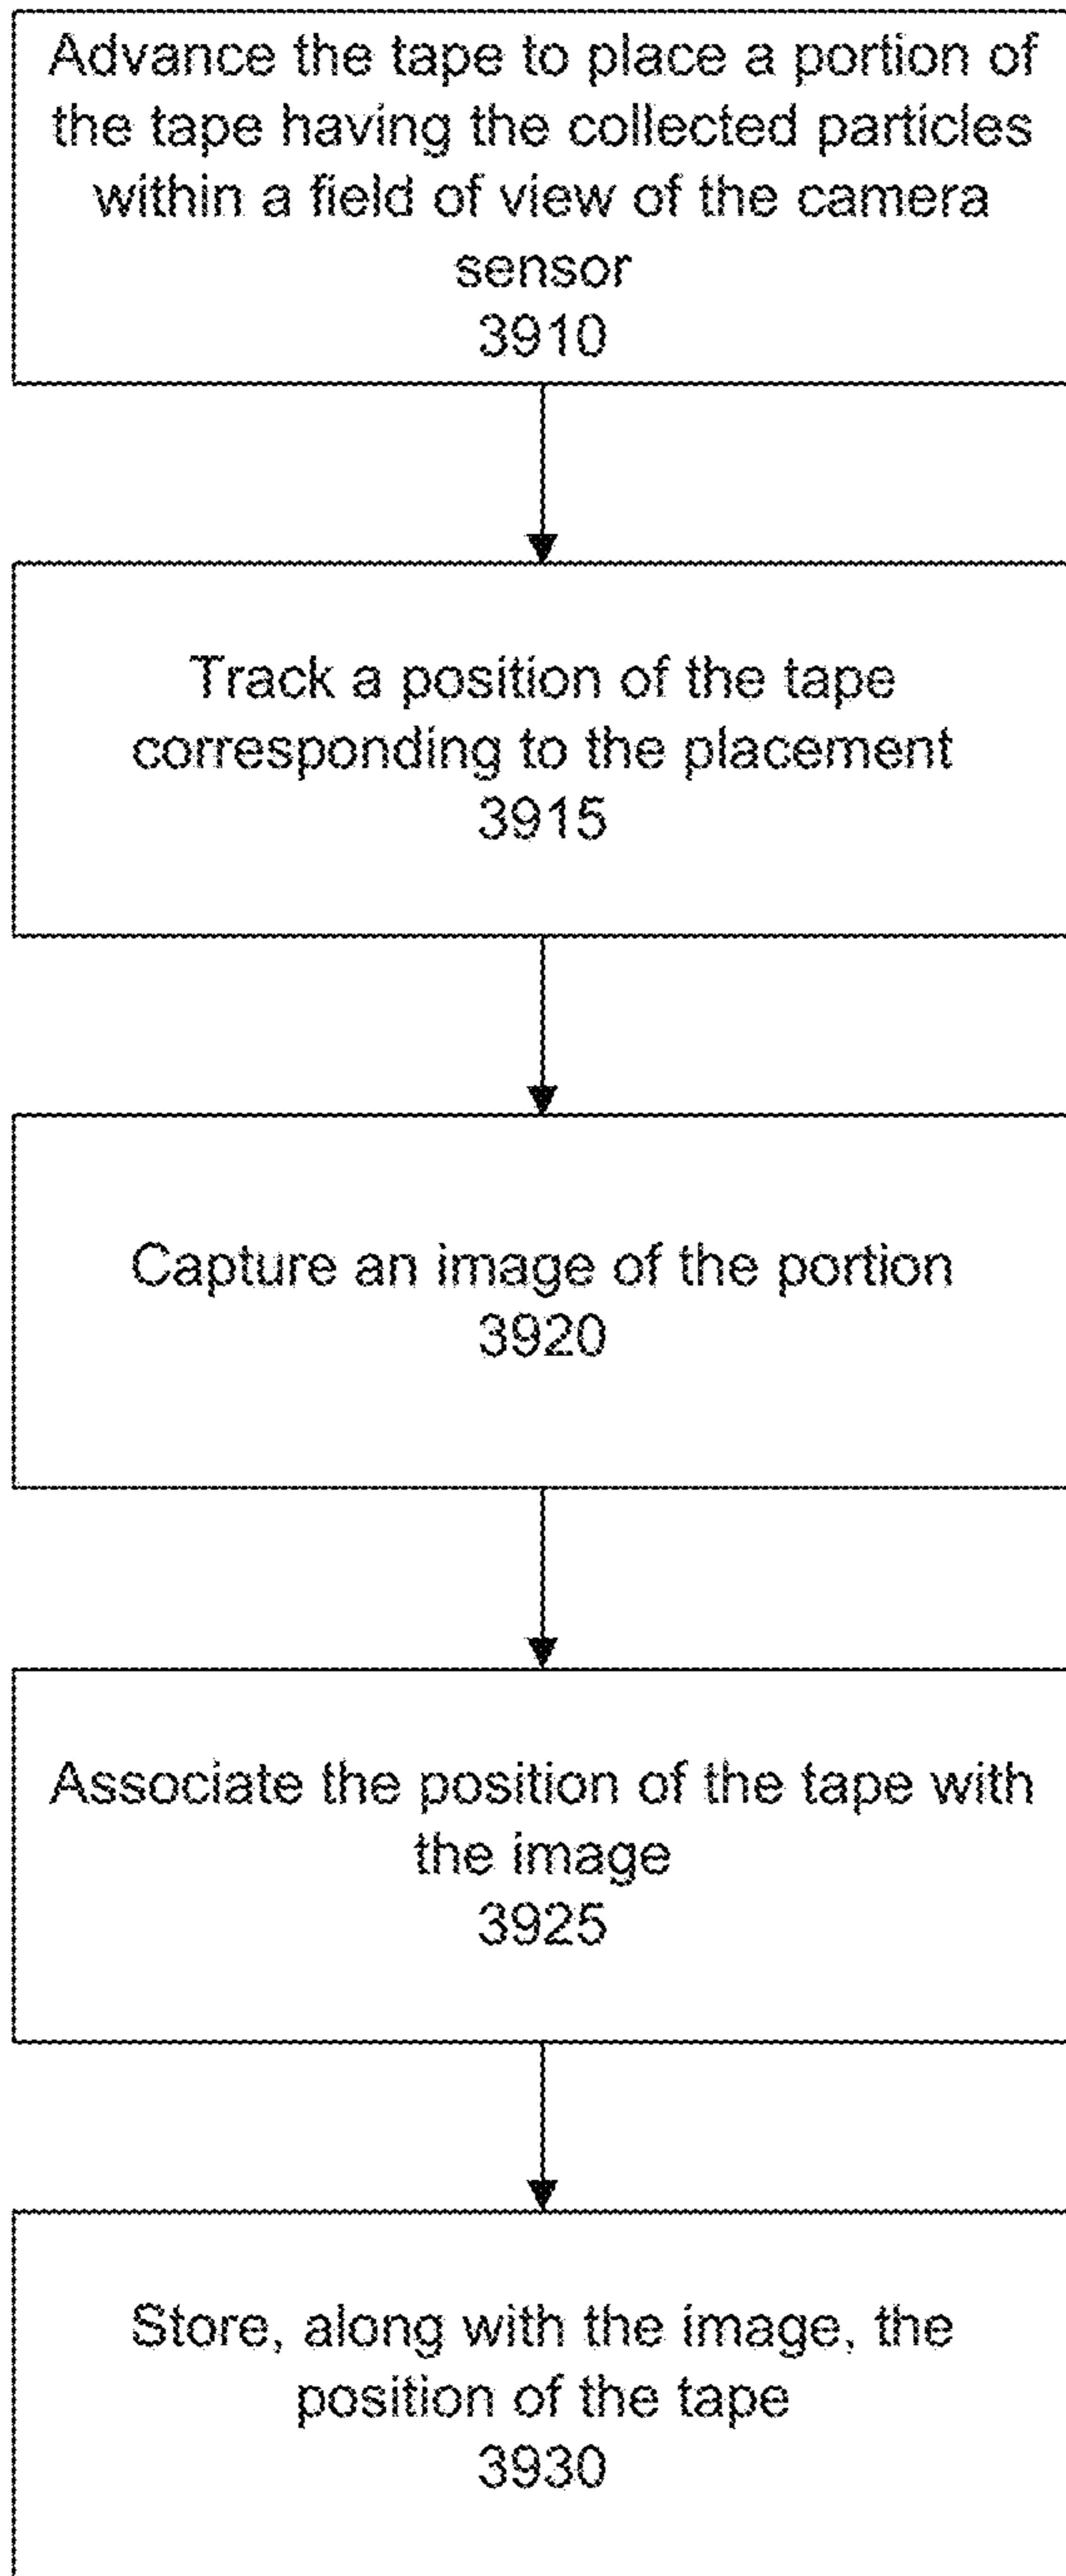 Advance the tape to place a portion of
the tape having the collected particles
within a field of view of the camera
sensor
3910
Track a position of the tape
corresponding to the placement
3915
Capture an image of the portion
3920
Associate the position of the tape with
the image
3925
Store, along with the image, the
position of the tape
3930